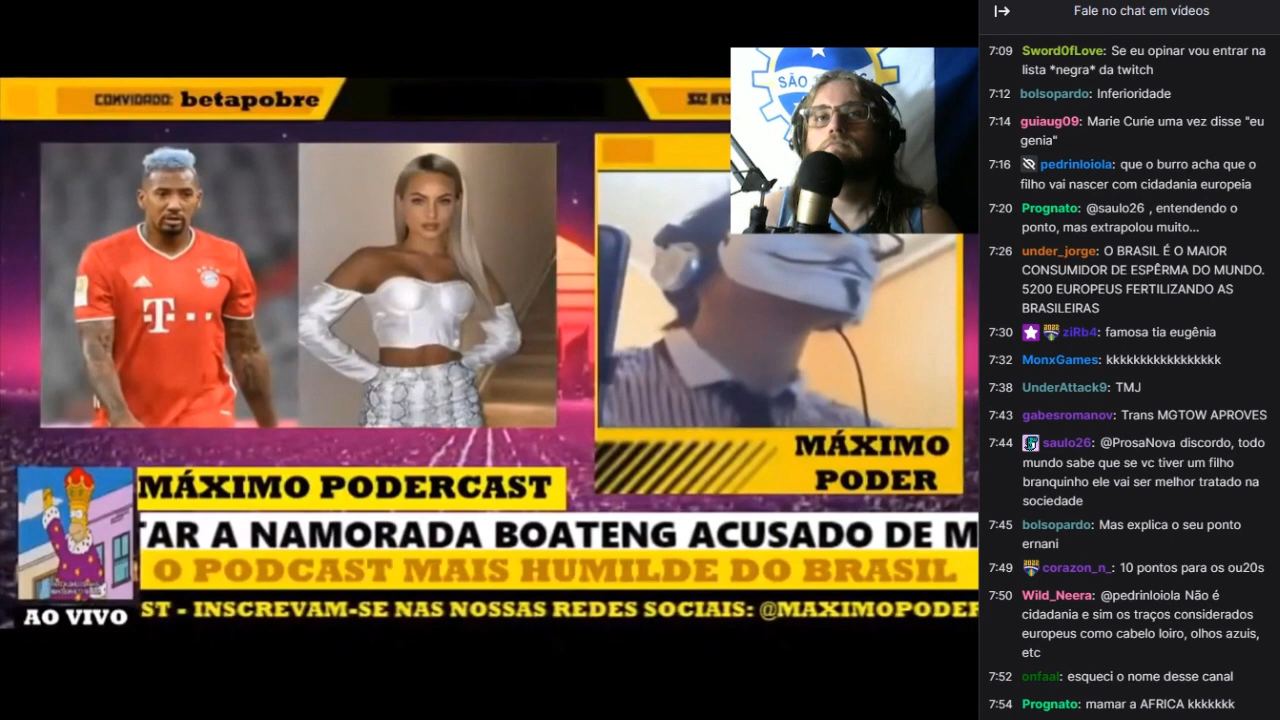 CONVIDADO: betapobre
SÃO
T
MÁXIMO
PODER
MÁXIMO PODERCAST
TAR A NAMORADA BOATENG ACUSADO DE M
O PODCAST MAIS HUMILDE DO BRASIL
AO VIVO
ST - INSCREVAM-SE NAS NOSSAS REDES SOCIAIS: @MAXIMOPODER
Fale no chat em vídeos
7:09 SwordOfLove: Se eu opinar vou entrar na
lista *negra* da twitch
7:12 bolsopardo: Inferioridade
7:14 guiaug09: Marie Curie uma vez disse "eu
genia"
7:16 pedrinloiola: que o burro acha que o
filho vai nascer com cidadania europeia
7:20 Prognato: @saulo26 , entendendo o
ponto, mas extrapolou muito...
7:26 under_jorge: O BRASIL É O MAIOR
CONSUMIDOR DE ESPÊRMA DO MUNDO.
5200 EUROPEUS FERTILIZANDO AS
BRASILEIRAS
7:30 ziRb4: famosa tia eugênia
7:32 MonxGames: kkkkkkkkkkkkkkkkk
7:38 UnderAttack9: TMJ
7:43 gabesromanov: Trans MGTOW APROVES
7:44 saulo26: @ProsaNova discordo, todo
mundo sabe que se vc tiver um filho
branquinho ele vai ser melhor tratado na
sociedade
7:45 bolsopardo: Mas explica o seu ponto
ernani
7:49 corazon_n_: 10 pontos para os ou20s
7:50 Wild_Neera: @pedrinloiola Não é
cidadania e sim os traços considerados
europeus como cabelo loiro, olhos azuis,
etc
7:52 onfaal: esqueci o nome desse canal
7:54 Prognato: mamar a AFRICA kkkkkkk